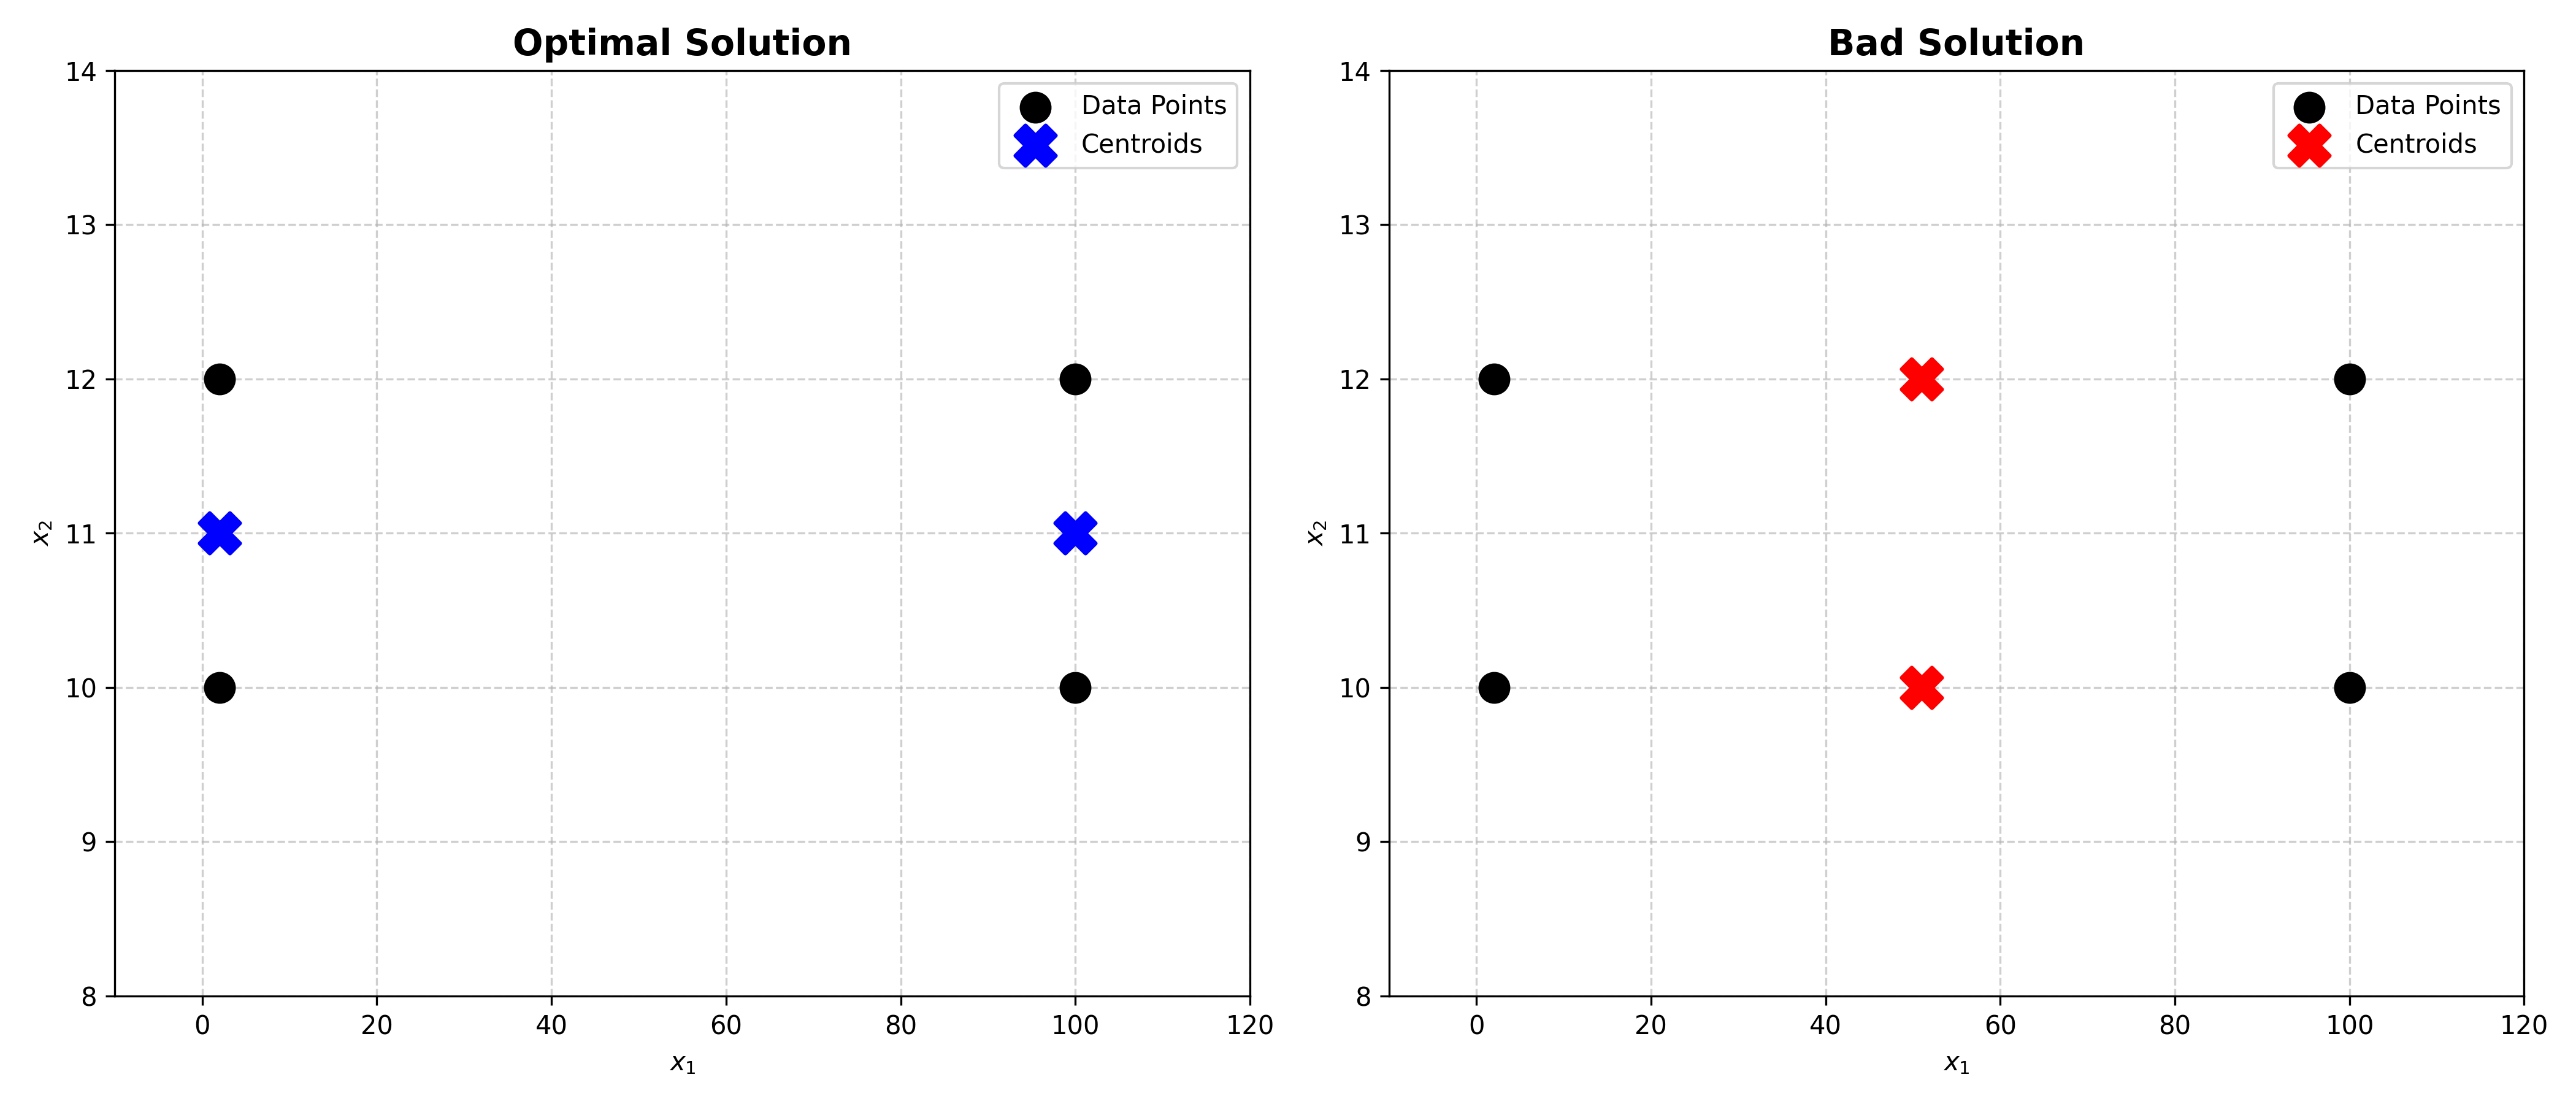 Optimal Solution
14
13
12
11
10
9
8
x₂
0 20 40 60 80 100 120
x₁
Data Points
Centroids
Bad Solution
14
13
12
11
10
9
8
x₂
0 20 40 60 80 100 120
x₁
Data Points
Centroids